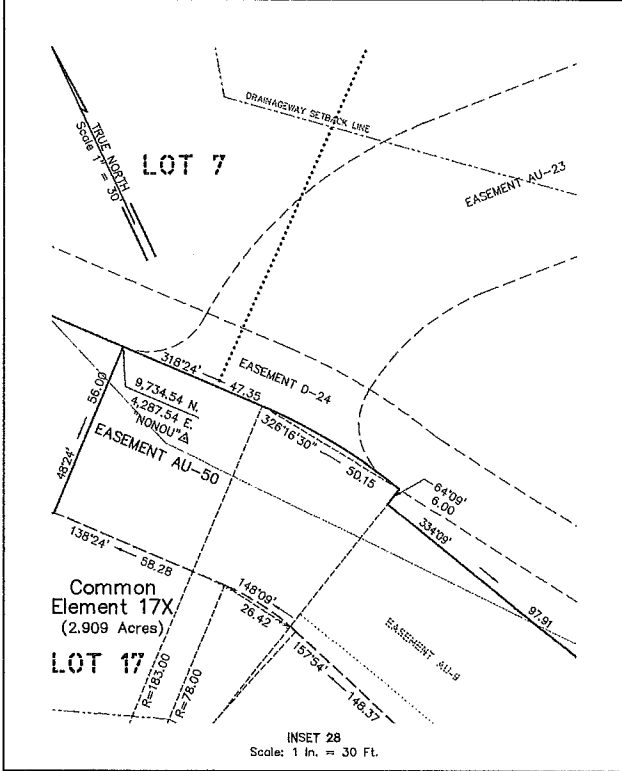 DRAINAGEWAY SETBACK LINE
TRUE NORTH
Scale 1" = 30'
LOT 7
EASEMENT AU-23
318°24'
47.35
EASEMENT D-24
9,734.54 N.
4,287.54 E.
"NONOU"△
56.00
48°24'
EASEMENT AU-50
326°16'30"
50.15
64°09'
6.00
334°09'
97.91
138°24'
58.28
Common
Element 17X
(2.909 Acres)
LOT 17
148°09'
26.42
EASEMENT AU-9
157°54'
148.37
R=183.00
R=78.00
INSET 28
Scale: 1 In. = 30 Ft.